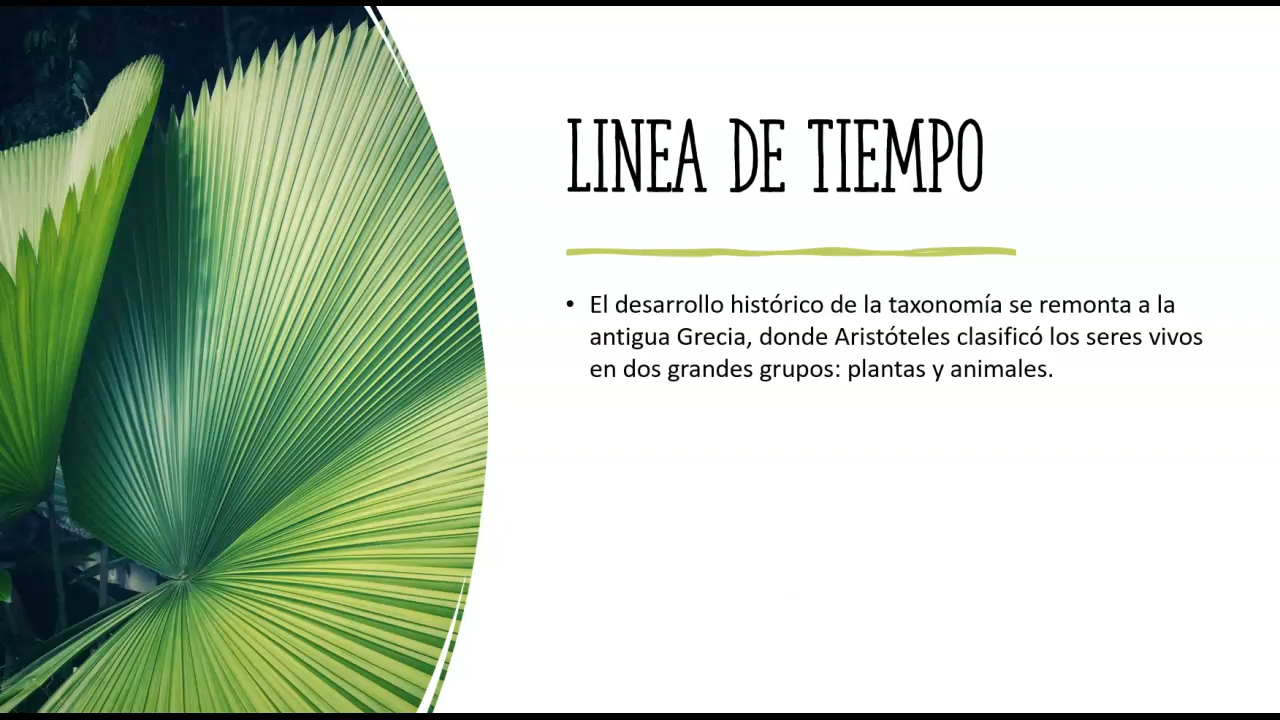 LINEA DE TIEMPO
• El desarrollo histórico de la taxonomía se remonta a la
antigua Grecia, donde Aristóteles clasificó los seres vivos
en dos grandes grupos: plantas y animales.